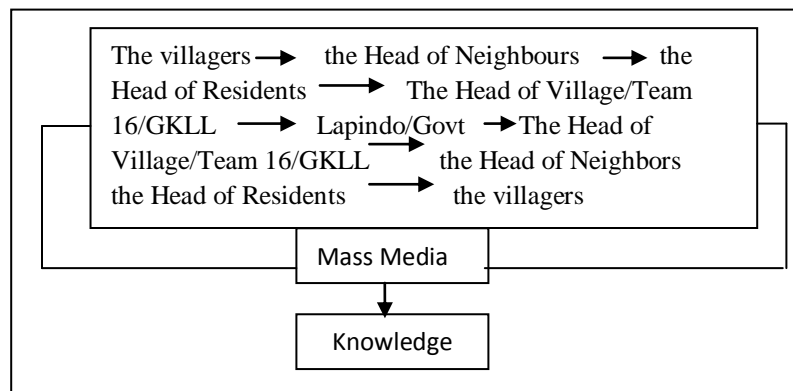 The villagers → the Head of Neighbours → the
Head of Residents → The Head of Village/Team
16/GKLL → Lapindo/Govt → The Head of
Village/Team 16/GKLL → the Head of Neighbors
the Head of Residents → the villagers
Mass Media
Knowledge